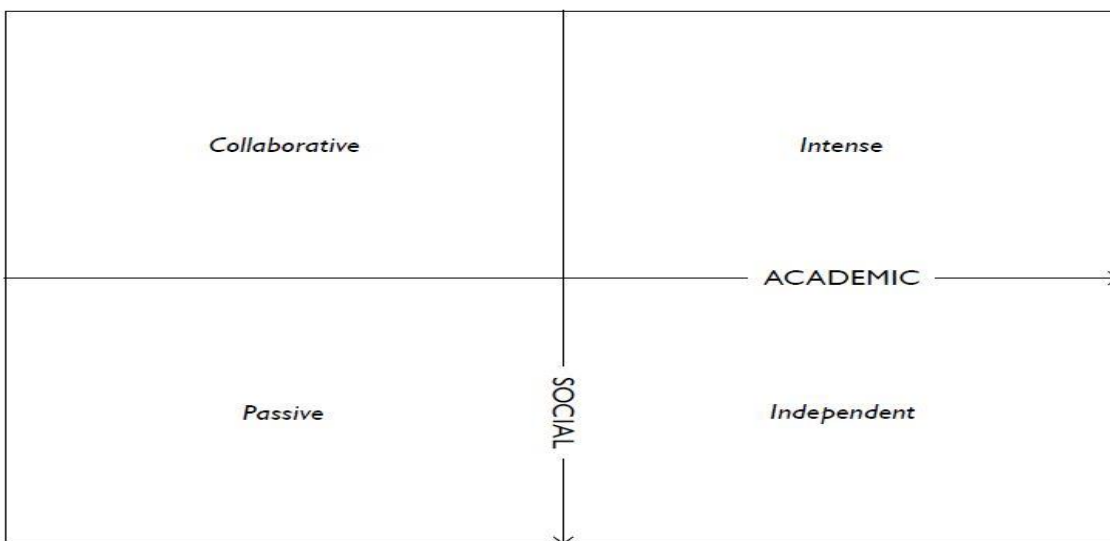 Collaborative
Intense
ACADEMIC
SOCIAL
Passive
Independent